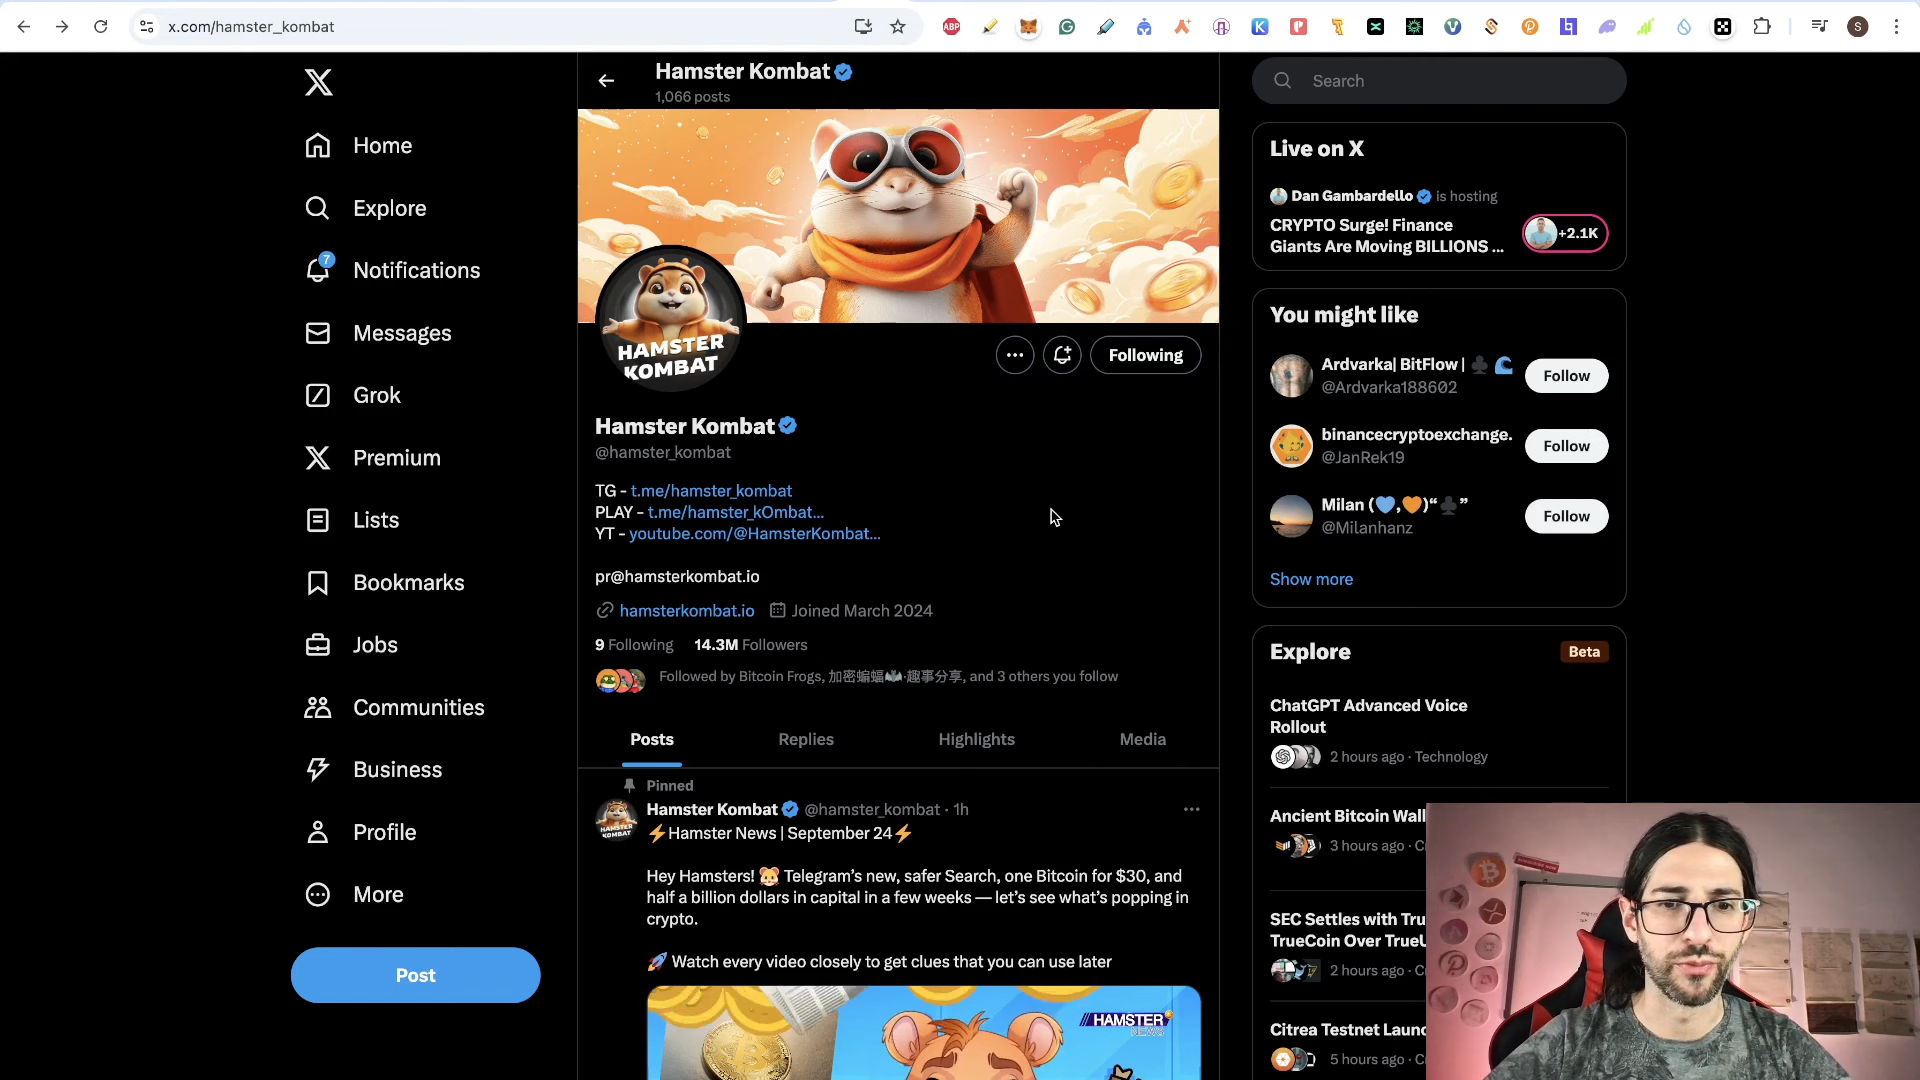 x.com/hamster_kombat
ABP
S
Home
Explore
7
Notifications
Messages
Grok
Premium
Lists
Bookmarks
Jobs
Communities
Business
Profile
More
Post
Hamster Kombat
1,066 posts
HAMSTER
KOMBAT
Following
Hamster Kombat
@hamster_kombat
TG - t.me/hamster_kombat
PLAY - t.me/hamster_kOmbat...
YT - youtube.com/@HamsterKombat...
pr@hamsterkombat.io
hamsterkombat.io Joined March 2024
9 Following 14.3M Followers
Followed by Bitcoin Frogs, 加密蝙蝠🦇·趣事分享, and 3 others you follow
Posts Replies Highlights Media
Pinned
Hamster Kombat @hamster_kombat · 1h
⚡Hamster News | September 24⚡
Hey Hamsters! 🐹 Telegram's new, safer Search, one Bitcoin for $30, and
half a billion dollars in capital in a few weeks — let's see what's popping in
crypto.
🚀 Watch every video closely to get clues that you can use later
HAMSTER
NEWS
Search
Live on X
Dan Gambardello is hosting
CRYPTO Surge! Finance
Giants Are Moving BILLIONS ...
+2.1K
You might like
Ardvarka| BitFlow | ♣️ 🌊
@Ardvarka188602
Follow
binancecryptoexchange.
@JanRek19
Follow
Milan (💙,🧡)“♣️”
@Milanhanz
Follow
Show more
Explore
Beta
ChatGPT Advanced Voice
Rollout
2 hours ago · Technology
Ancient Bitcoin Wall
3 hours ago · C
SEC Settles with Tru
TrueCoin Over TrueU
2 hours ago · C
Citrea Testnet Launc
5 hours ago · C